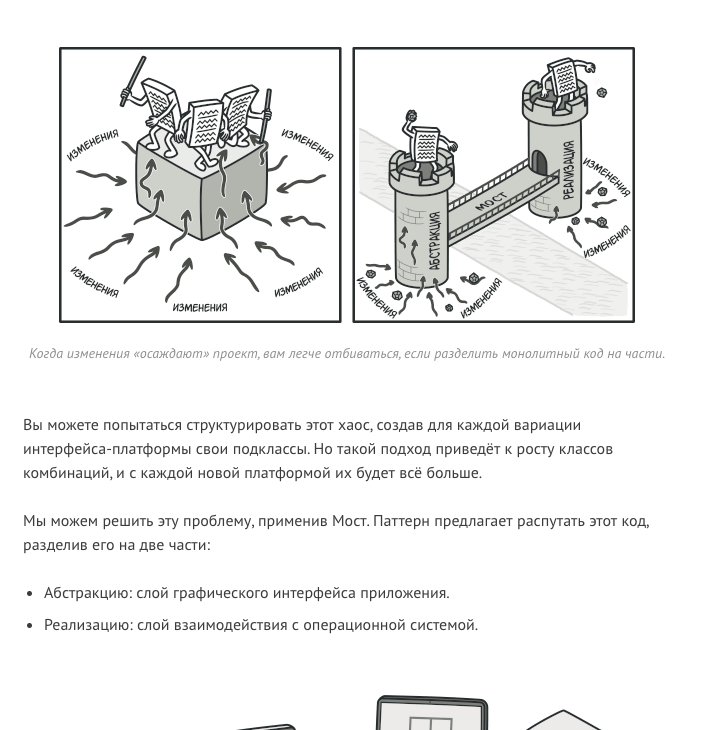 ИЗМЕНЕНИЯ
ИЗМЕНЕНИЯ
ИЗМЕНЕНИЯ
ИЗМЕНЕНИЯ
ИЗМЕНЕНИЯ
АБСТРАКЦИЯ
МОСТ
РЕАЛИЗАЦИЯ
ИЗМЕНЕНИЯ
ИЗМЕНЕНИЯ
ИЗМЕНЕНИЯ
ИЗМЕНЕНИЯ
Когда изменения «осаждают» проект, вам легче отбиваться, если разделить монолитный код на части.
Вы можете попытаться структурировать этот хаос, создав для каждой вариации
интерфейса-платформы свои подклассы. Но такой подход приведёт к росту классов
комбинаций, и с каждой новой платформой их будет всё больше.
Мы можем решить эту проблему, применив Мост. Паттерн предлагает распутать этот код,
разделив его на две части:
• Абстракцию: слой графического интерфейса приложения.
• Реализацию: слой взаимодействия с операционной системой.